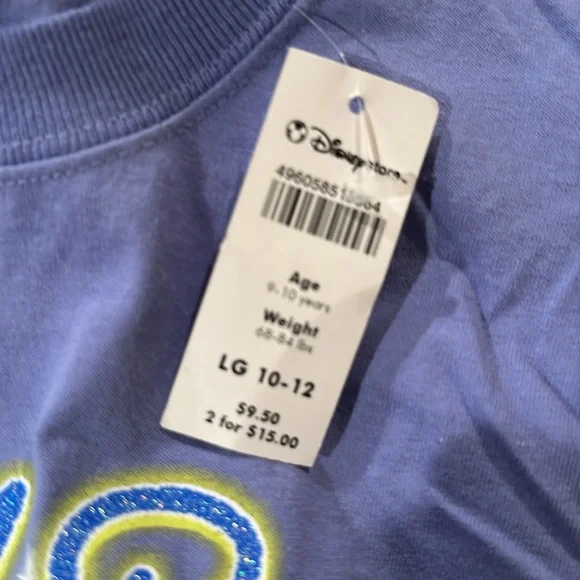 Disney store
Age
9-10 years
Weight
68-84 lbs
LG 10-12
$9.50
2 for $15.00